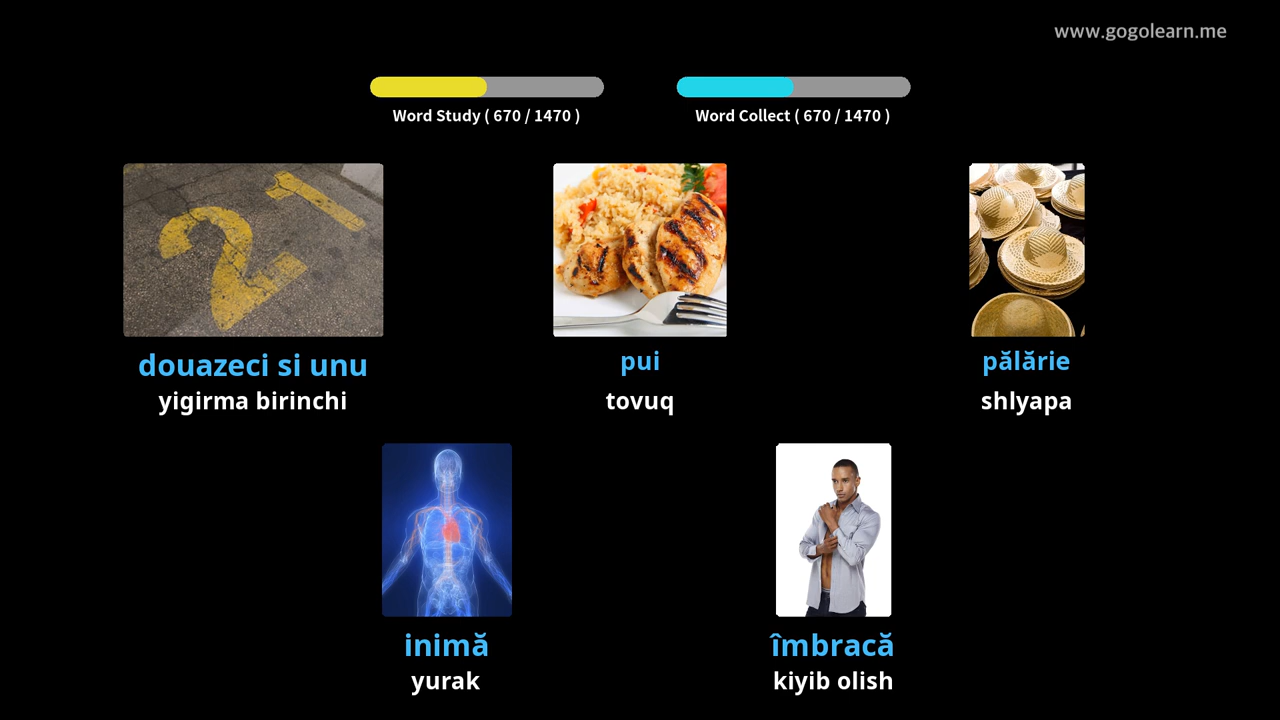 www.gogolearn.me
Word Study ( 670 / 1470 )
Word Collect ( 670 / 1470 )
21
douazeci si unu
yigirma birinchi
pui
tovuq
pălărie
shlyapa
inimă
yurak
îmbracă
kiyib olish